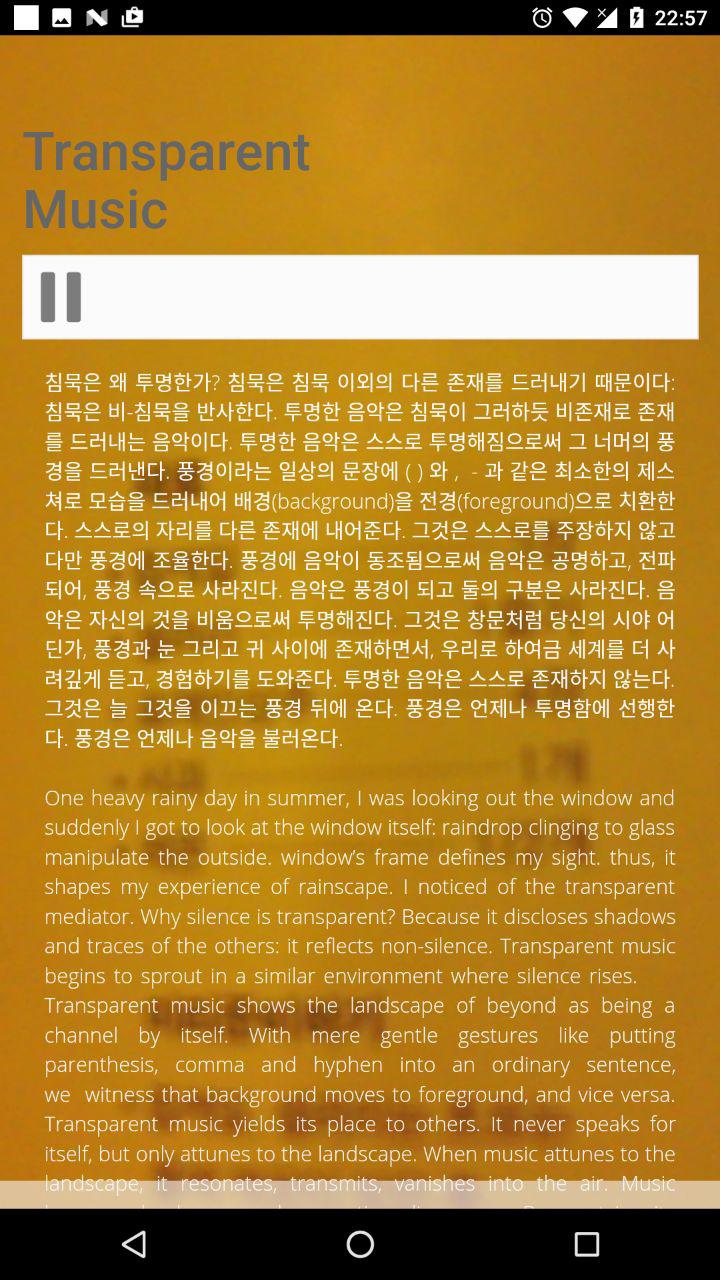 22:57
Transparent
Music
침묵은 왜 투명한가? 침묵은 침묵 이외의 다른 존재를 드러내기 때문이다:
침묵은 비-침묵을 반사한다. 투명한 음악은 침묵이 그러하듯 비존재로 존재
를 드러내는 음악이다. 투명한 음악은 스스로 투명해짐으로써 그 너머의 풍
경을 드러낸다. 풍경이라는 일상의 문장에 ( ) 와 , - 과 같은 최소한의 제스
쳐로 모습을 드러내어 배경(background)을 전경(foreground)으로 치환한
다. 스스로의 자리를 다른 존재에 내어준다. 그것은 스스로를 주장하지 않고
다만 풍경에 조율한다. 풍경에 음악이 동조됨으로써 음악은 공명하고, 전파
되어, 풍경 속으로 사라진다. 음악은 풍경이 되고 둘의 구분은 사라진다. 음
악은 자신의 것을 비움으로써 투명해진다. 그것은 창문처럼 당신의 시야 어
딘가, 풍경과 눈 그리고 귀 사이에 존재하면서, 우리로 하여금 세계를 더 사
려깊게 듣고, 경험하기를 도와준다. 투명한 음악은 스스로 존재하지 않는다.
그것은 늘 그것을 이끄는 풍경 뒤에 온다. 풍경은 언제나 투명함에 선행한
다. 풍경은 언제나 음악을 불러온다.
One heavy rainy day in summer, I was looking out the window and
suddenly I got to look at the window itself: raindrop clinging to glass
manipulate the outside. window's frame defines my sight. thus, it
shapes my experience of rainscape. I noticed of the transparent
mediator. Why silence is transparent? Because it discloses shadows
and traces of the others: it reflects non-silence. Transparent music
begins to sprout in a similar environment where silence rises.
Transparent music shows the landscape of beyond as being a
channel by itself. With mere gentle gestures like putting
parenthesis, comma and hyphen into an ordinary sentence,
we witness that background moves to foreground, and vice versa.
Transparent music yields its place to others. It never speaks for
itself, but only attunes to the landscape. When music attunes to the
landscape, it resonates, transmits, vanishes into the air. Music